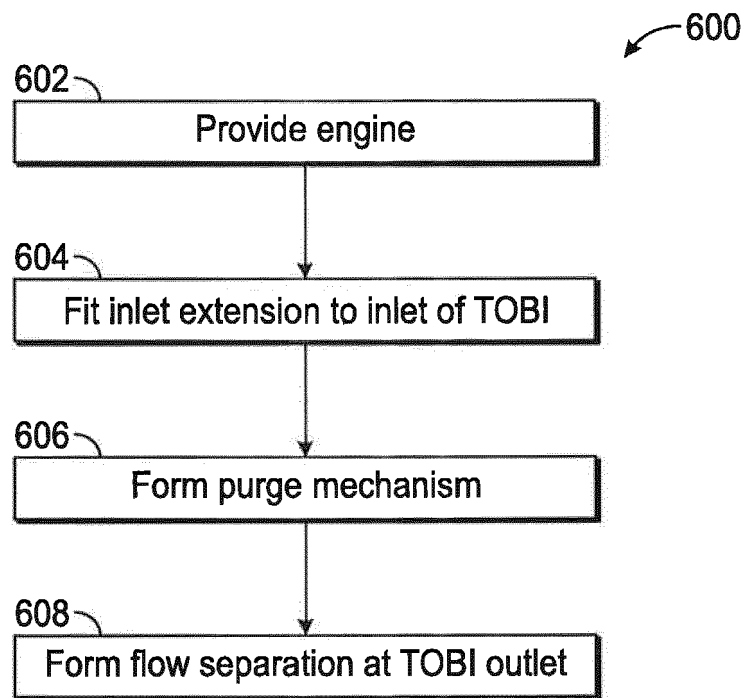 600
602
Provide engine
604
Fit inlet extension to inlet of TOBI
606
Form purge mechanism
608
Form flow separation at TOBI outlet